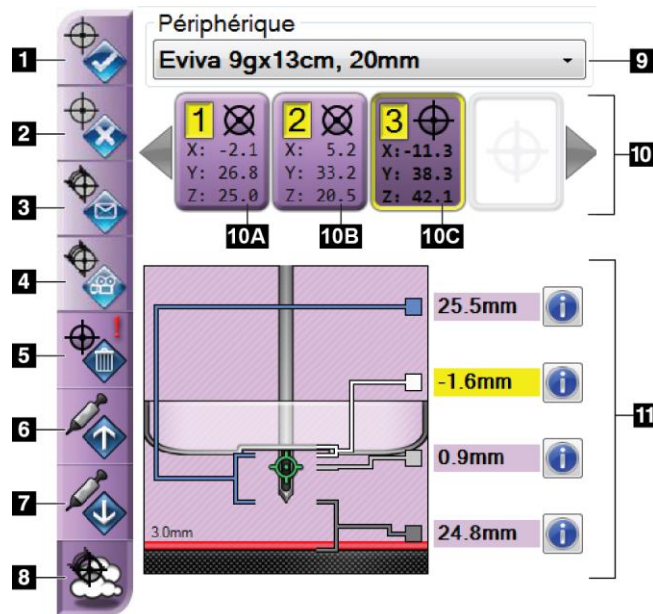 Périphérique
1
Eviva 9gx13cm, 20mm
9
2
1
X: -2.1
Y: 26.8
Z: 25.0
2
X: 5.2
Y: 33.2
Z: 20.5
3
X:-11.3
Y: 38.3
Z: 42.1
10
3
10A
10B
10C
4
25.5mm
5
!
-1.6mm
6
11
0.9mm
7
3.0mm
24.8mm
8
i
i
i
i